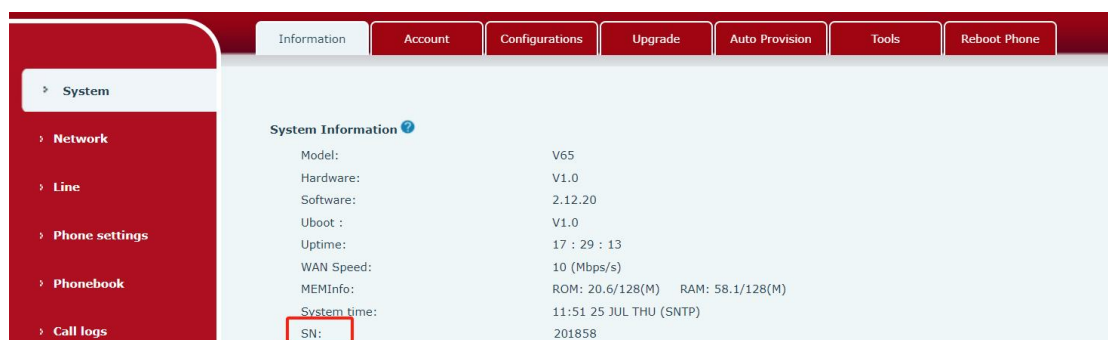 Information Account Configurations Upgrade Auto Provision Tools Reboot Phone
System
Network
Line
Phone settings
Phonebook
Call logs
System Information ?
Model: V65
Hardware: V1.0
Software: 2.12.20
Uboot : V1.0
Uptime: 17 : 29 : 13
WAN Speed: 10 (Mbps/s)
MEMInfo: ROM: 20.6/128(M) RAM: 58.1/128(M)
System time: 11:51 25 JUL THU (SNTP)
SN: 201858